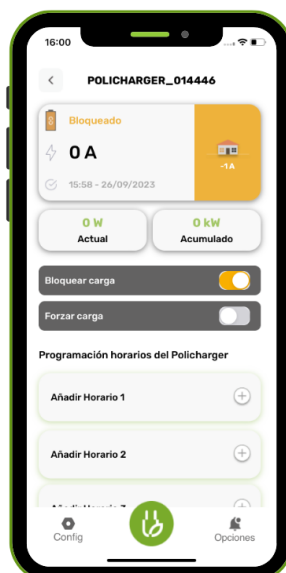 16:00
POLICHARGER_014446
Bloqueado
0 A
-1 A
15:58 - 26/09/2023
0 W
Actual
0 kW
Acumulado
Bloquear carga
Forzar carga
Programación horarios del Policharger
Añadir Horario 1
Añadir Horario 2
Config
Opciones